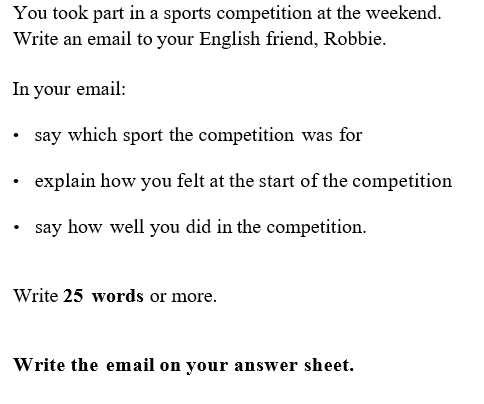 You took part in a sports competition at the weekend.
Write an email to your English friend, Robbie.
In your email:
• say which sport the competition was for
• explain how you felt at the start of the competition
• say how well you did in the competition.
Write 25 words or more.
Write the email on your answer sheet.